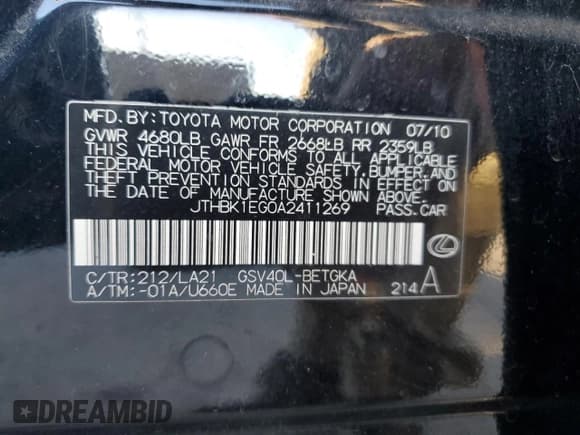 MFD. BY: TOYOTA MOTOR CORPORATION 07/10
GVWR 4680LB GAWR FR 2668LB RR 2359LB
THIS VEHICLE CONFORMS TO ALL APPLICABLE
FEDERAL MOTOR VEHICLE SAFETY, BUMPER, AND
THEFT PREVENTION STANDARDS IN EFFECT ON
THE DATE OF MANUFACTURE SHOWN ABOVE.
JTHBK1EG0A2411269 PASS. CAR
C/TR: 212/LA21 GSV40L-BETGKA
A/TM: -01A/U660E MADE IN JAPAN 214 A
DREAMBID